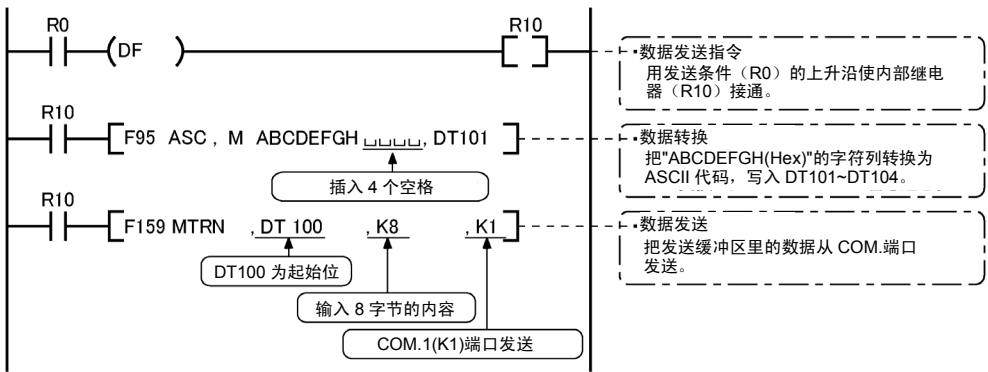 R0
R10
(DF )
数据发送指令
用发送条件（R0）的上升沿使内部继电
器（R10）接通。
R10
F95 ASC , M ABCDEFGH␣␣␣␣, DT101
数据转换
把"ABCDEFGH(Hex)"的字符列转换为
ASCII 代码，写入 DT101~DT104。
插入 4 个空格
R10
F159 MTRN , DT 100 , K8 , K1
数据发送
把发送缓冲区里的数据从 COM.端口
发送。
DT100 为起始位
输入 8 字节的内容
COM.1(K1)端口发送